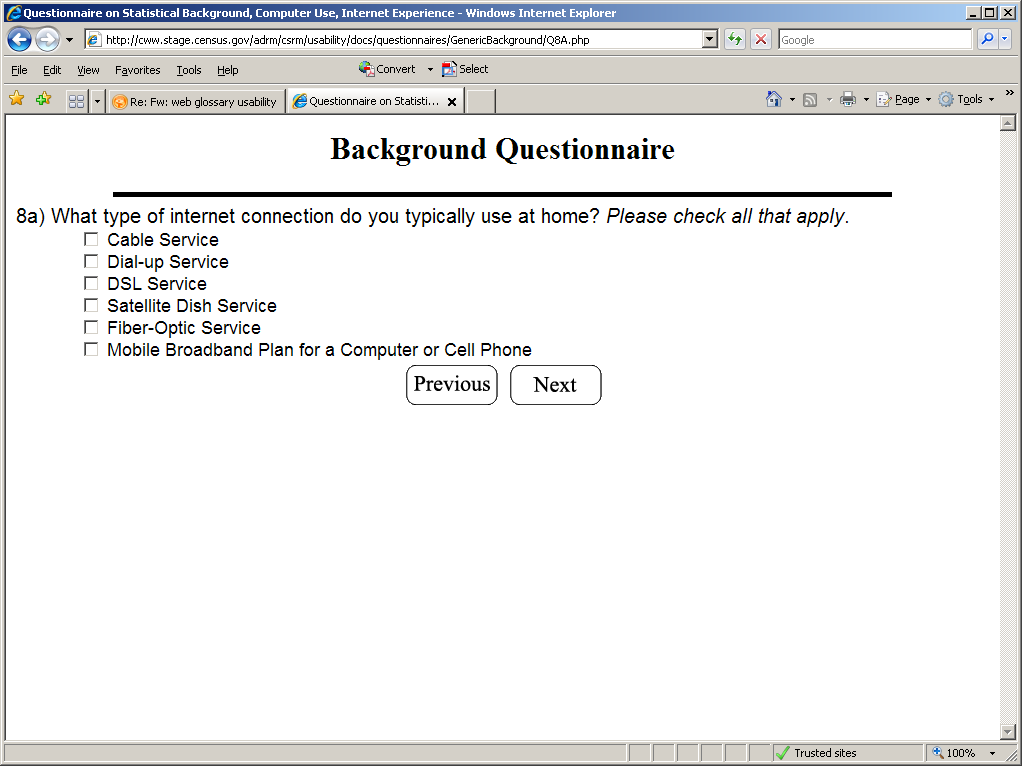 Questionnaire on Statistical Background, Computer Use, Internet Experience - Windows Internet Explorer
http://cww.stage.census.gov/adrm/csrm/usability/docs/questionnaires/GenericBackground/Q8A.php
Google
File Edit View Favorites Tools Help Convert Select
Re: Fw: web glossary usability Questionnaire on Statisti... Page Tools »
Background Questionnaire
8a) What type of internet connection do you typically use at home? Please check all that apply.
Cable Service
Dial-up Service
DSL Service
Satellite Dish Service
Fiber-Optic Service
Mobile Broadband Plan for a Computer or Cell Phone
Previous Next
Trusted sites 100%